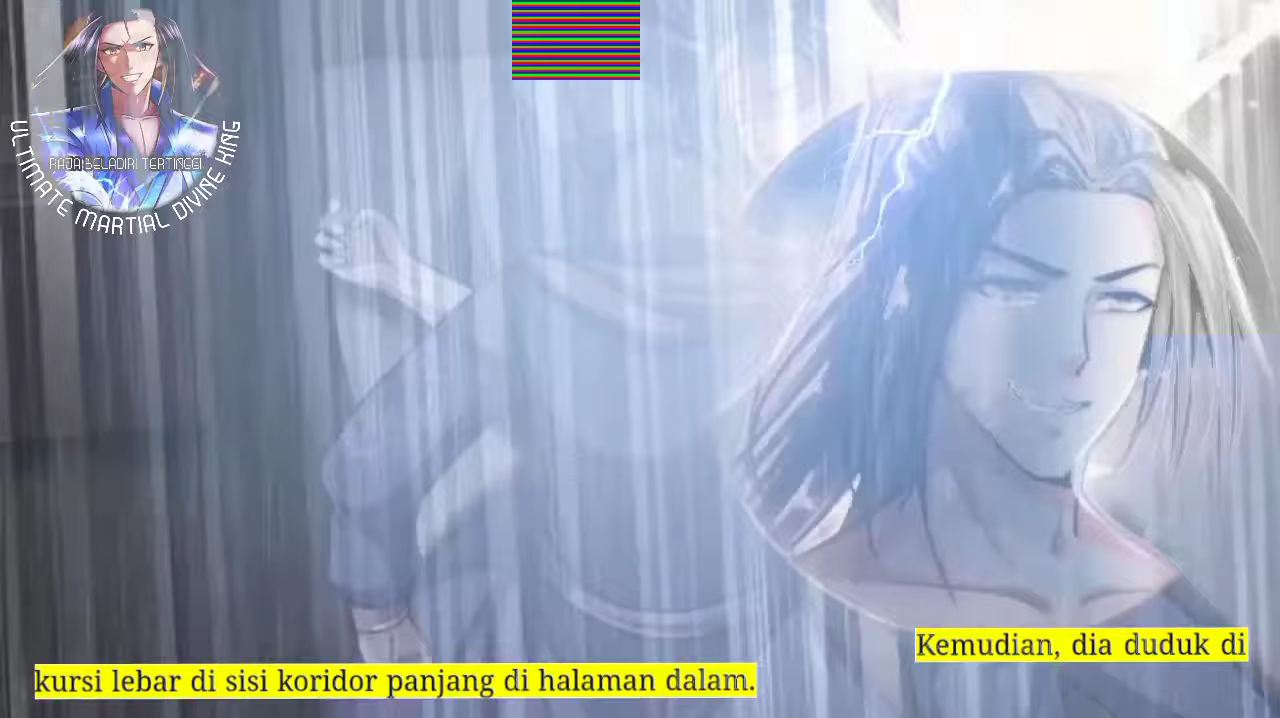 RAJA BELADIRI TERTINGGI
ULTIMATE MARTIAL DIVINE KING
Kemudian, dia duduk di
kursi lebar di sisi koridor panjang di halaman dalam.